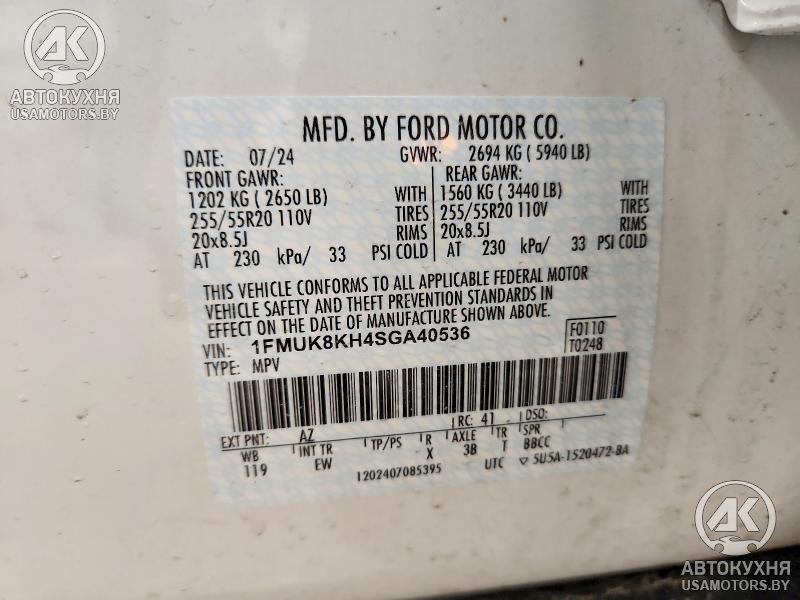 AK
АВТОКУХНЯ
USAMOTORS.BY
MFD. BY FORD MOTOR CO.
DATE: 07/24 GVWR: 2694 KG ( 5940 LB)
FRONT GAWR: REAR GAWR:
1202 KG ( 2650 LB) WITH 1560 KG ( 3440 LB) WITH
255/55R20 110V TIRES 255/55R20 110V TIRES
20x8.5J RIMS 20x8.5J RIMS
AT 230 kPa/ 33 PSI COLD AT 230 kPa/ 33 PSI COLD
THIS VEHICLE CONFORMS TO ALL APPLICABLE FEDERAL MOTOR
VEHICLE SAFETY AND THEFT PREVENTION STANDARDS IN
EFFECT ON THE DATE OF MANUFACTURE SHOWN ABOVE.
VIN: 1FMUK8KH4SGA40536 F0110
TYPE: MPV T0248
EXT PNT: AZ RC: 41 DSO:
WB INT TR TP/PS R AXLE TR SPR
119 EW X 3B T BBCC
1202407085395 UTC ▽ 5U5A-1520472-BA
AK
АВТОКУХНЯ
USAMOTORS.BY